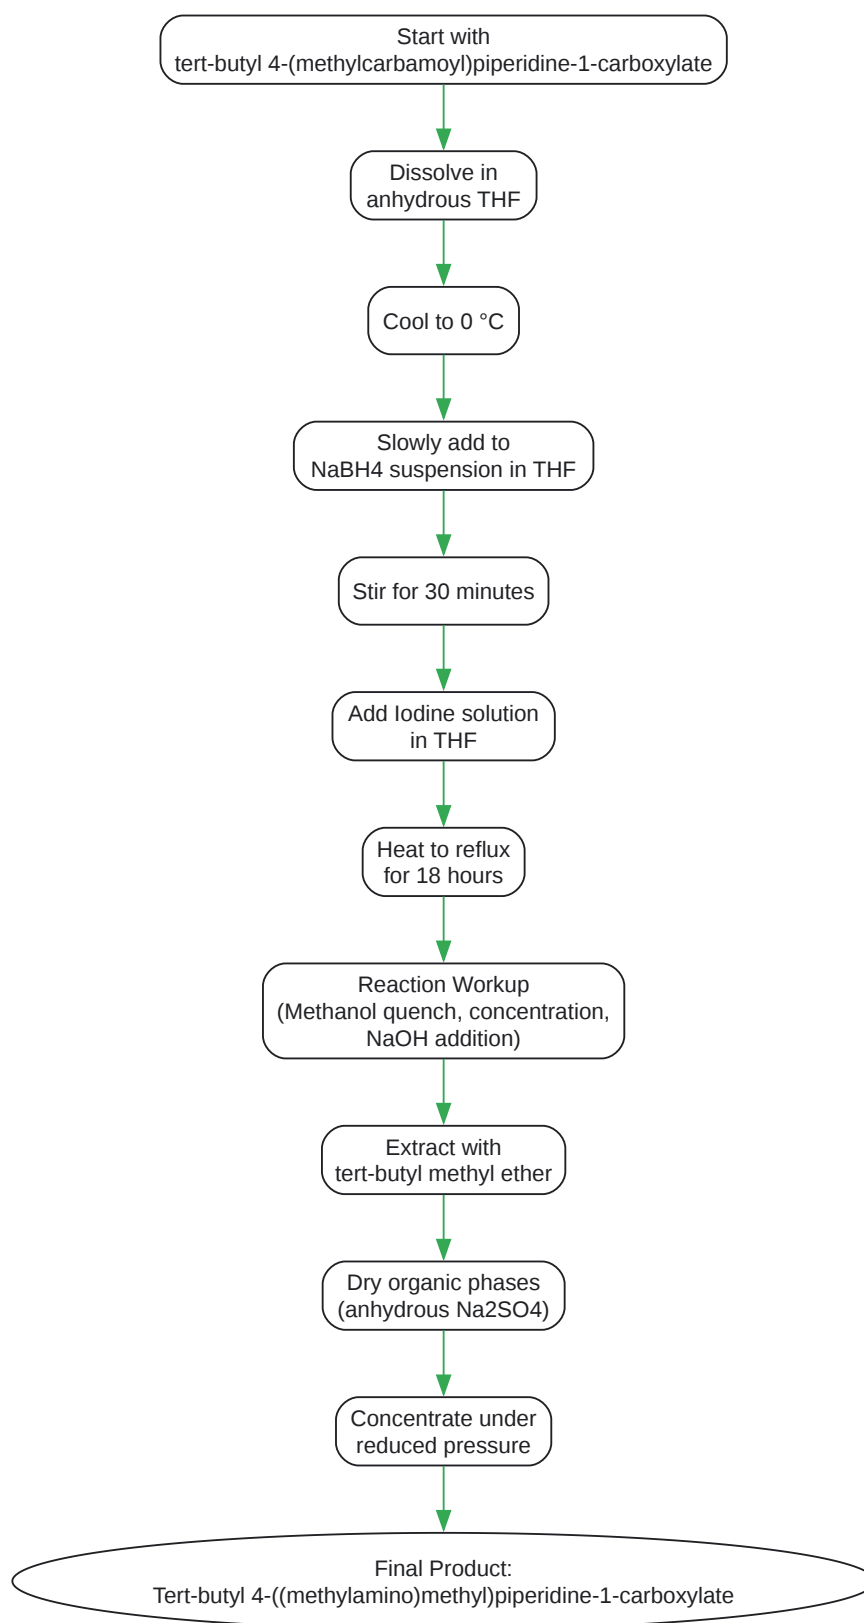 Start with
tert-butyl 4-(methylcarbamoyl)piperidine-1-carboxylate
Dissolve in
anhydrous THF
Cool to 0 °C
Slowly add to
NaBH4 suspension in THF
Stir for 30 minutes
Add Iodine solution
in THF
Heat to reflux
for 18 hours
Reaction Workup
(Methanol quench, concentration,
NaOH addition)
Extract with
tert-butyl methyl ether
Dry organic phases
(anhydrous Na2SO4)
Concentrate under
reduced pressure
Final Product:
Tert-butyl 4-((methylamino)methyl)piperidine-1-carboxylate